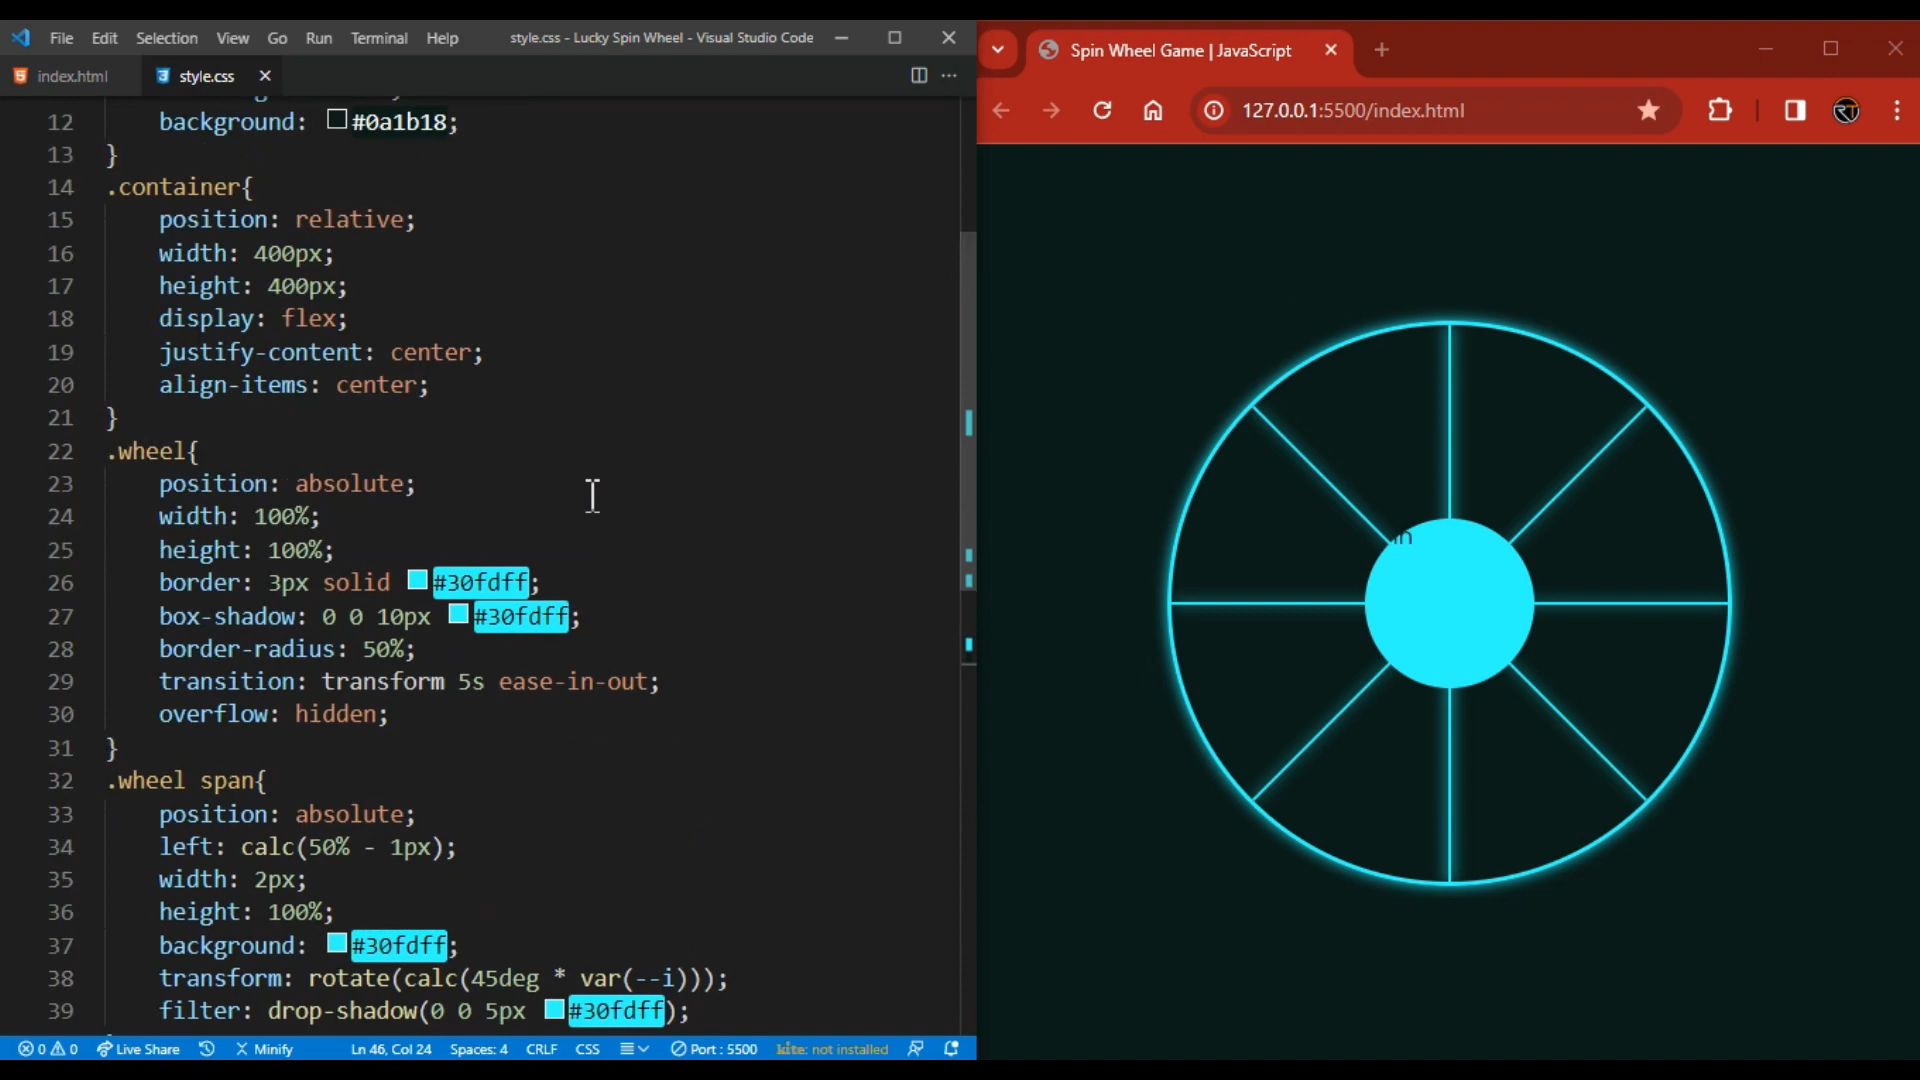 File Edit Selection View Go Run Terminal Help style.css - Lucky Spin Wheel - Visual Studio Code
index.html style.css
12 background: #0a1b18;
13 }
14 .container{
15 position: relative;
16 width: 400px;
17 height: 400px;
18 display: flex;
19 justify-content: center;
20 align-items: center;
21 }
22 .wheel{
23 position: absolute;
24 width: 100%;
25 height: 100%;
26 border: 3px solid #30fdff;
27 box-shadow: 0 0 10px #30fdff;
28 border-radius: 50%;
29 transition: transform 5s ease-in-out;
30 overflow: hidden;
31 }
32 .wheel span{
33 position: absolute;
34 left: calc(50% - 1px);
35 width: 2px;
36 height: 100%;
37 background: #30fdff;
38 transform: rotate(calc(45deg * var(--i)));
39 filter: drop-shadow(0 0 5px #30fdff);
0 0 Live Share Minify Ln 46, Col 24 Spaces: 4 CRLF CSS Port : 5500 kite: not installed
Spin Wheel Game | JavaScript
127.0.0.1:5500/index.html
RT
in